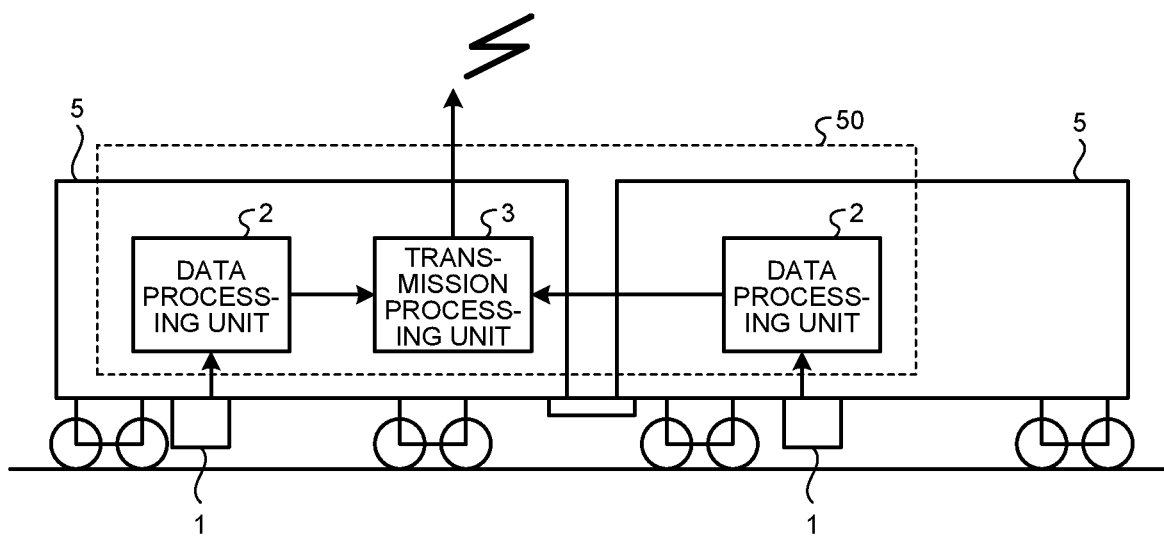 5
50
5
2
3
2
DATA
PROCESS-
ING UNIT
TRANS-
MISSION
PROCESS-
ING UNIT
DATA
PROCESS-
ING UNIT
1
1